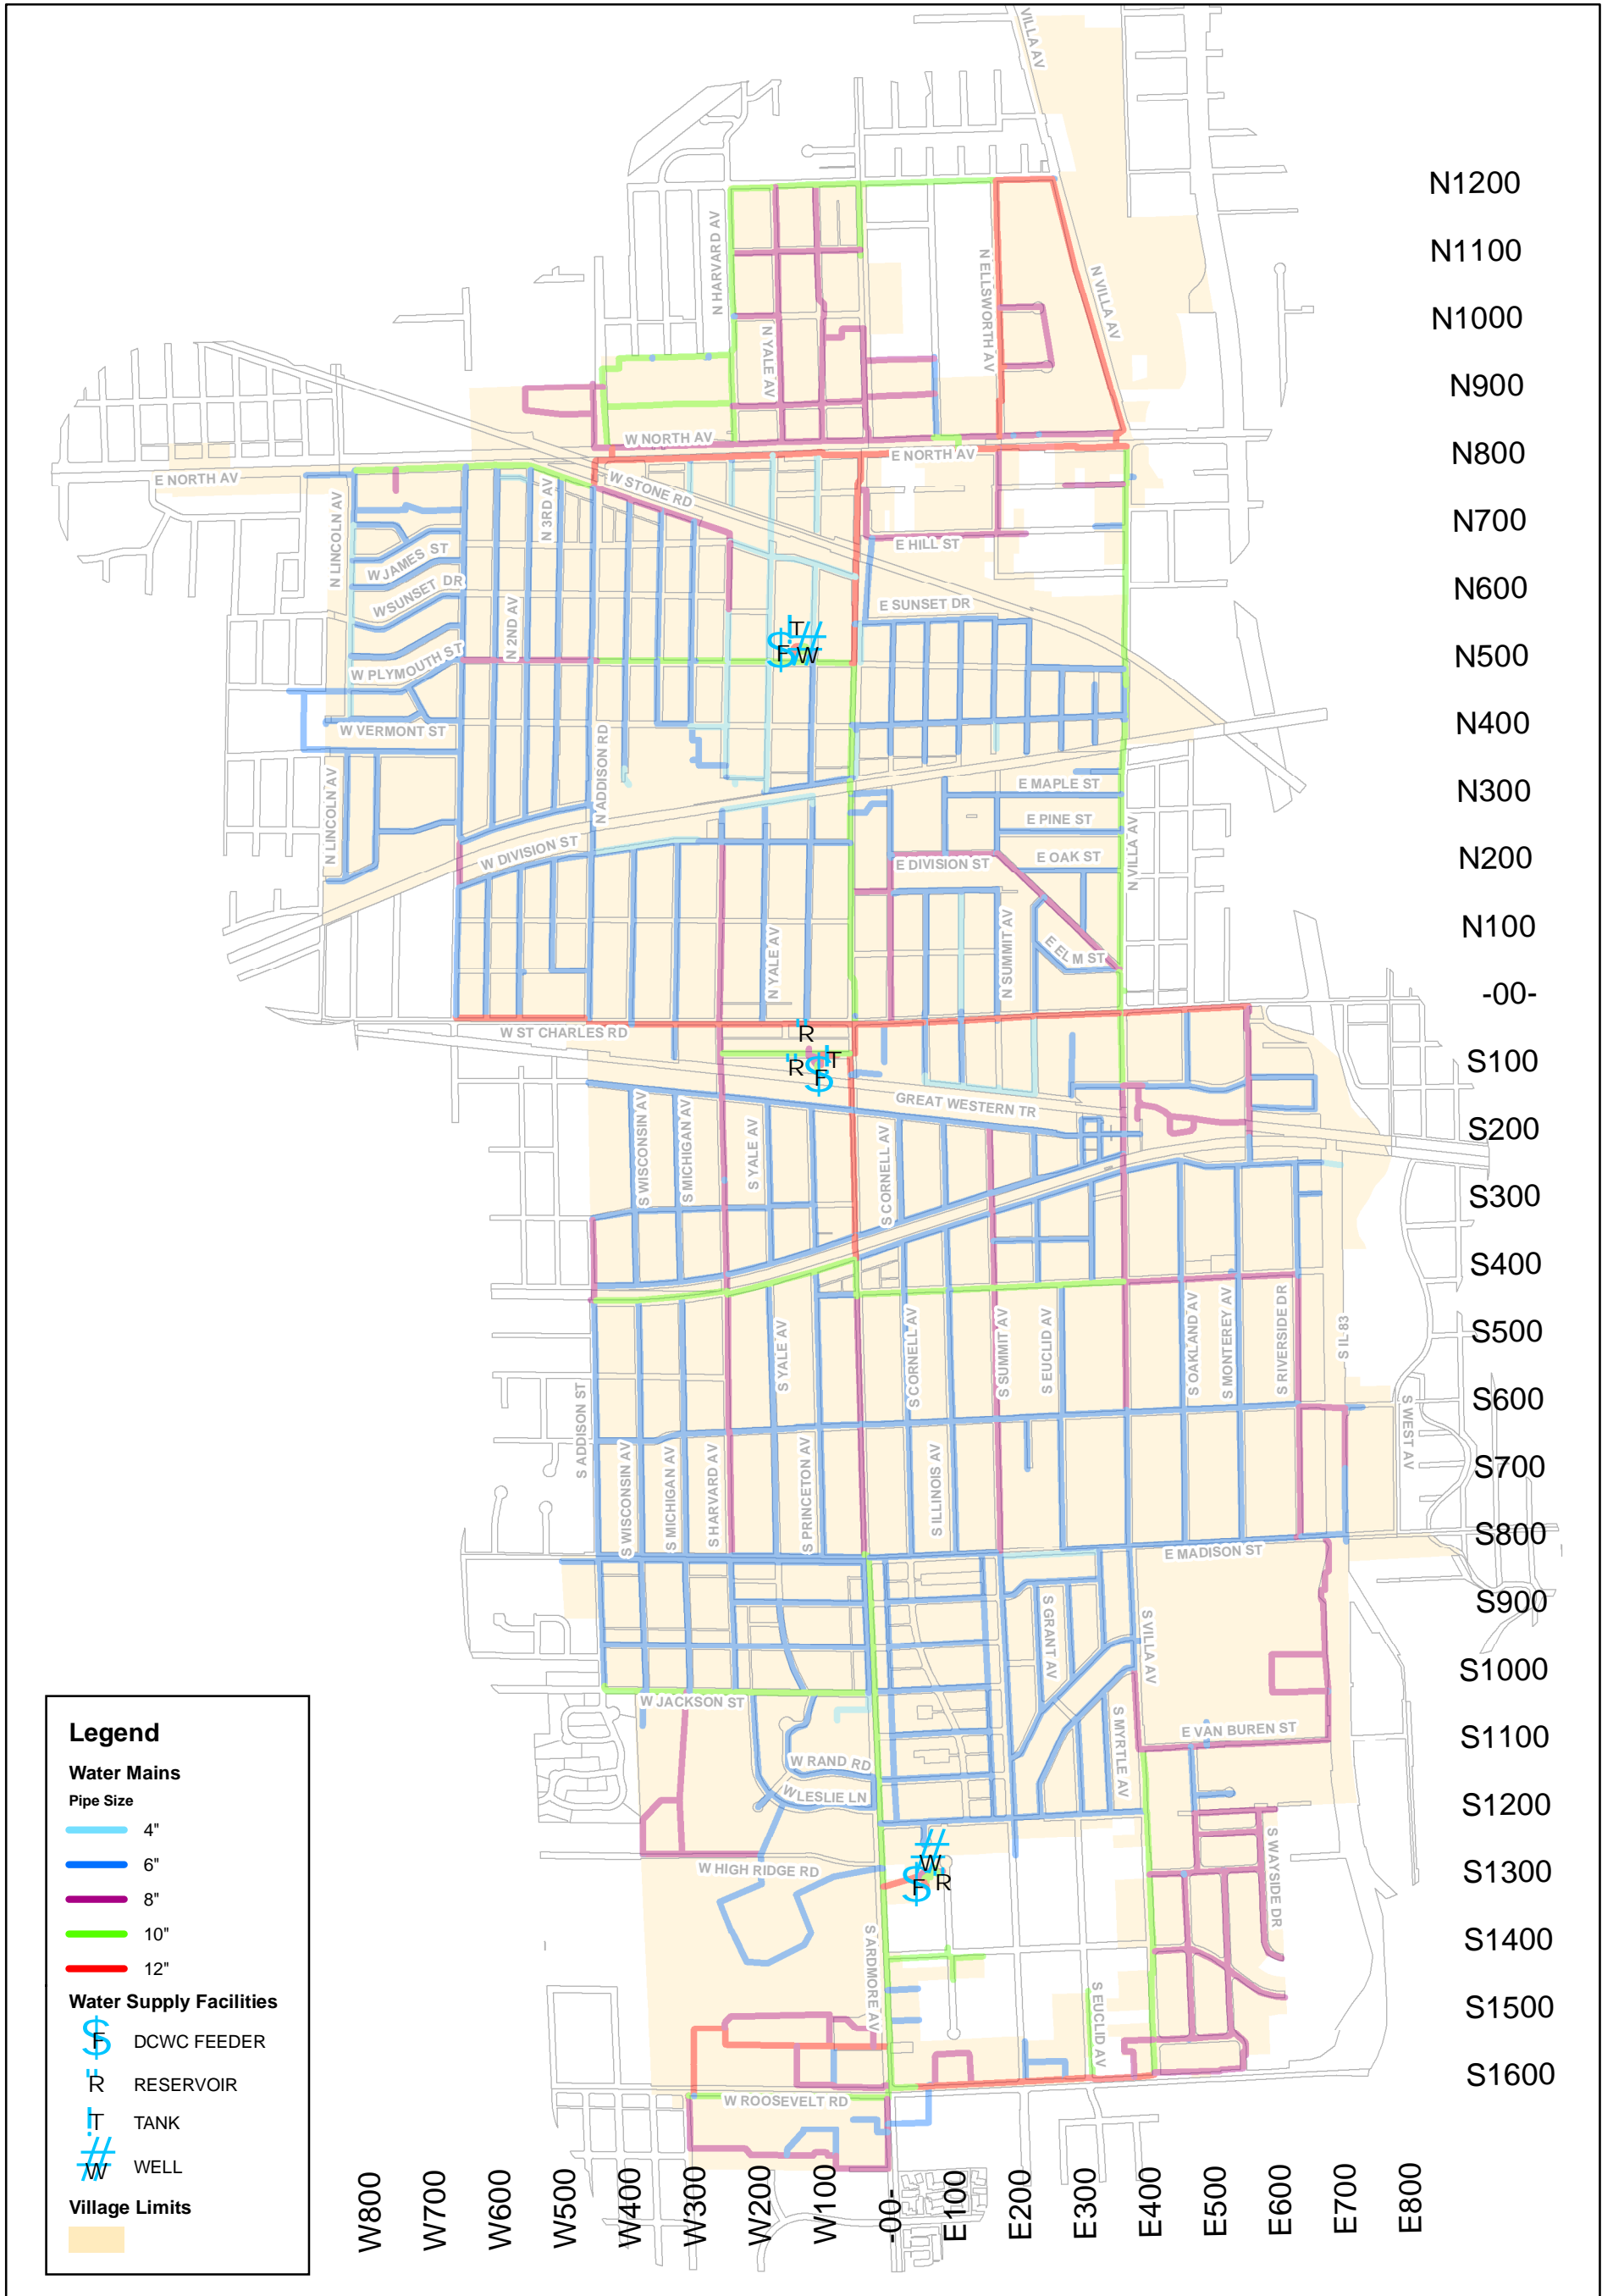 VILLA AV
N1200
N HARVARD AV
N ELLSWORTH AV
N VILLA AV
N1100
N1000
N YALE AV
N900
W NORTH AV
E NORTH AV
N800
E NORTH AV
W STONE RD
N LINCOLN AV
N 3RD AV
N700
E HILL ST
W JAMES ST
W SUNSET DR
N600
E SUNSET DR
N 2ND AV
T
F
W
N500
W PLYMOUTH ST
W VERMONT ST
N400
N ADDISON RD
E MAPLE ST
N300
N LINCOLN AV
E PINE ST
W DIVISION ST
E DIVISION ST
E OAK ST
N VILLA AV
N200
N YALE AV
N SUMMIT AV
N100
E ELM ST
-00-
W ST CHARLES RD
R
R
T
F
S100
GREAT WESTERN TR
S WISCONSIN AV
S MICHIGAN AV
S YALE AV
S CORNELL AV
S200
S300
S400
S YALE AV
S CORNELL AV
S SUMMIT AV
S EUCLID AV
S OAKLAND AV
S MONTEREY AV
S RIVERSIDE DR
S IL 83
S500
S ADDISON ST
S WEST AV
S600
S WISCONSIN AV
S MICHIGAN AV
S HARVARD AV
S PRINCETON AV
S ILLINOIS AV
S700
S800
E MADISON ST
S900
S GRANT AV
S VILLA AV
S1000
W JACKSON ST
S MYRTLE AV
E VAN BUREN ST
S1100
W RAND RD
W LESLIE LN
S1200
S WAYSIDE DR
W HIGH RIDGE RD
W
F
R
S1300
S ARDMORE AV
S1400
S EUCLID AV
S1500
S1600
W ROOSEVELT RD
Legend
Water Mains
Pipe Size
4"
6"
8"
10"
12"
Water Supply Facilities
F DCWC FEEDER
R RESERVOIR
T TANK
W WELL
Village Limits
W800
W700
W600
W500
W400
W300
W200
W100
-00-
E100
E200
E300
E400
E500
E600
E700
E800